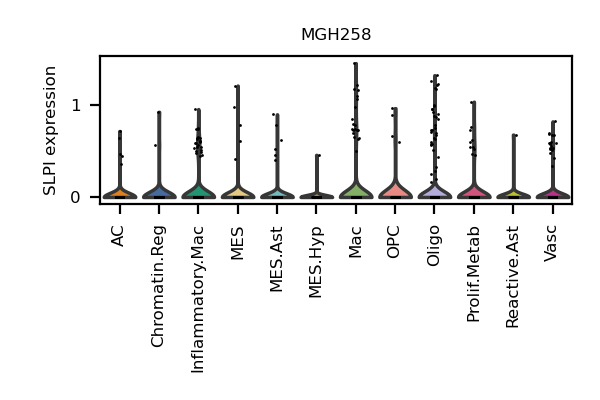 MGH258
SLPI expression
1
0
AC
Chromatin.Reg
Inflammatory.Mac
MES
MES.Ast
MES.Hyp
Mac
OPC
Oligo
Prolif.Metab
Reactive.Ast
Vasc